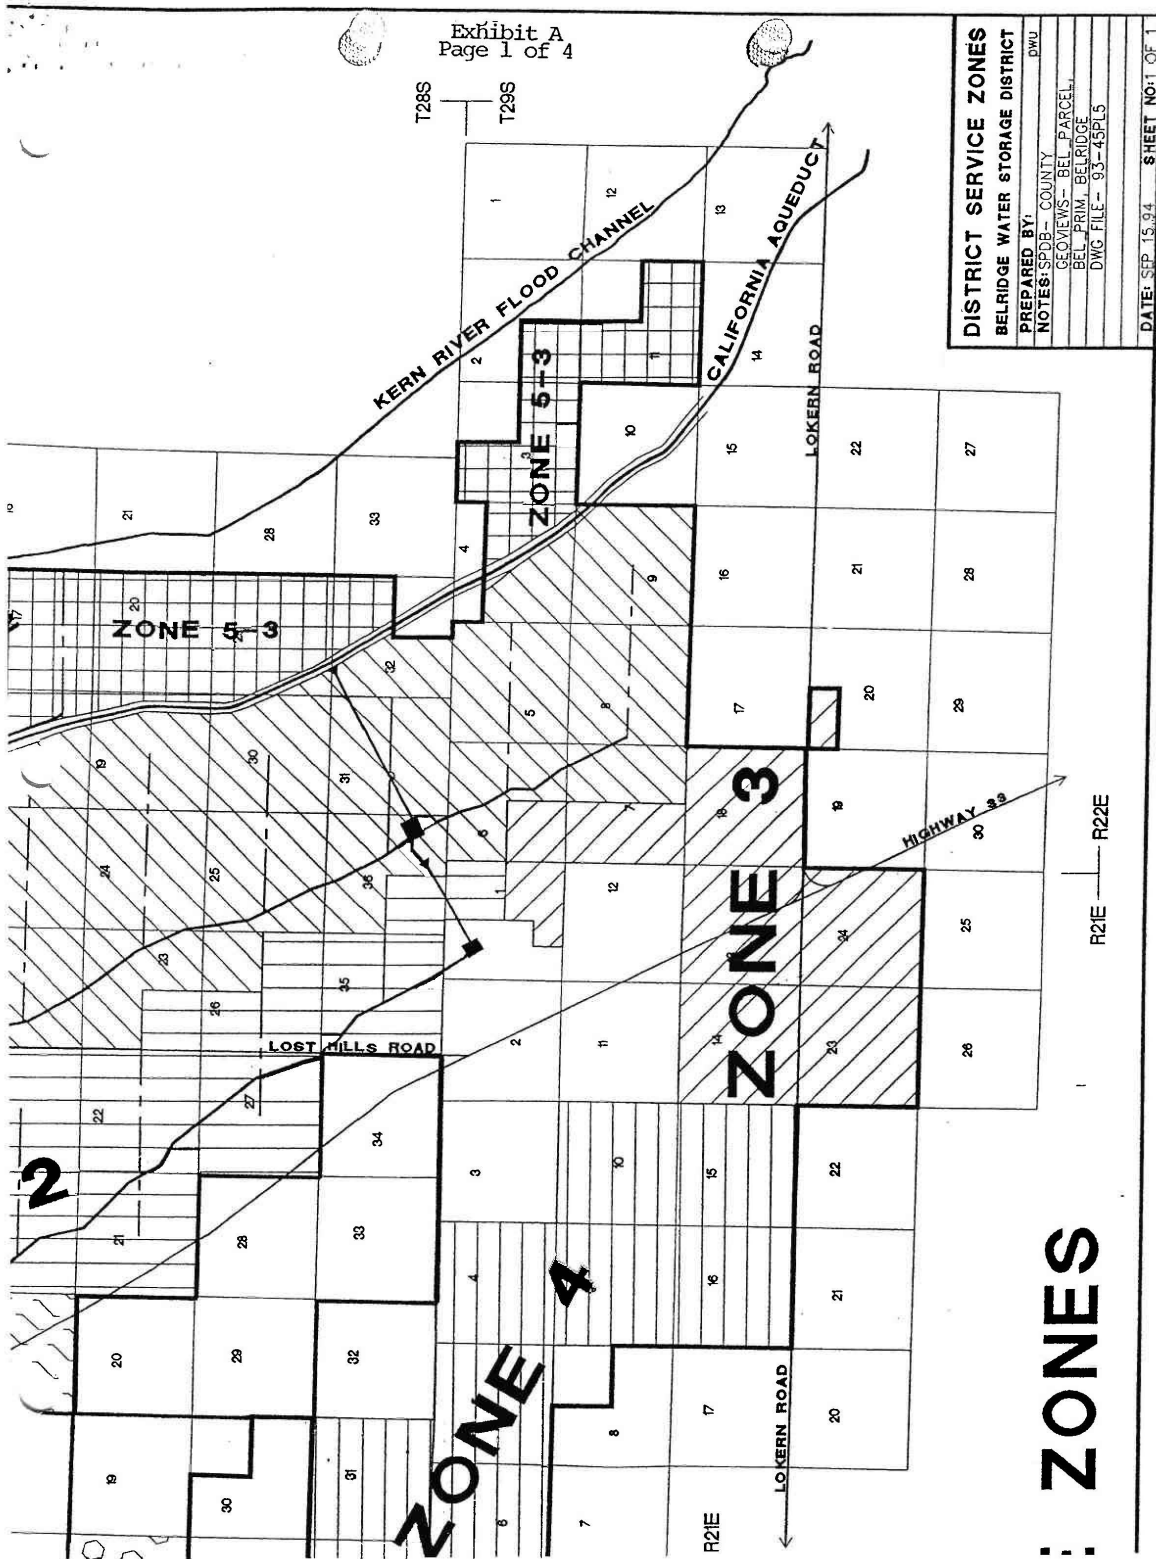 Exhibit A
Page 1 of 4
T28S
T29S
DISTRICT SERVICE ZONES
BELRIDGE WATER STORAGE DISTRICT
PREPARED BY: DWU
NOTES: SPDB- COUNTY
GEOVIEWS- BEL_PARCEL,
BEL_PRIM, BELRIDGE
DWG FILE- 93-45PLS
DATE: SEP 15,94 SHEET NO:1 OF 1
KERN RIVER FLOOD CHANNEL
CALIFORNIA AQUEDUCT
LOKERN ROAD
ZONE 5-3
ZONE 5-3
HIGHWAY 33
R21E
R22E
LOST HILLS ROAD
ZONE 3
2
ZONE 4
LOKERN ROAD
R21E
ZONES
1
12
13
2
11
14
3
10
15
22
27
4
9
16
21
28
21
28
33
17
20
32
5
8
17
20
29
19
30
31
6
7
18
19
30
24
25
36
1
12
24
25
23
26
35
2
11
14
23
26
22
27
34
3
10
15
22
21
28
33
4
16
21
20
29
32
8
17
20
19
30
31
6
7